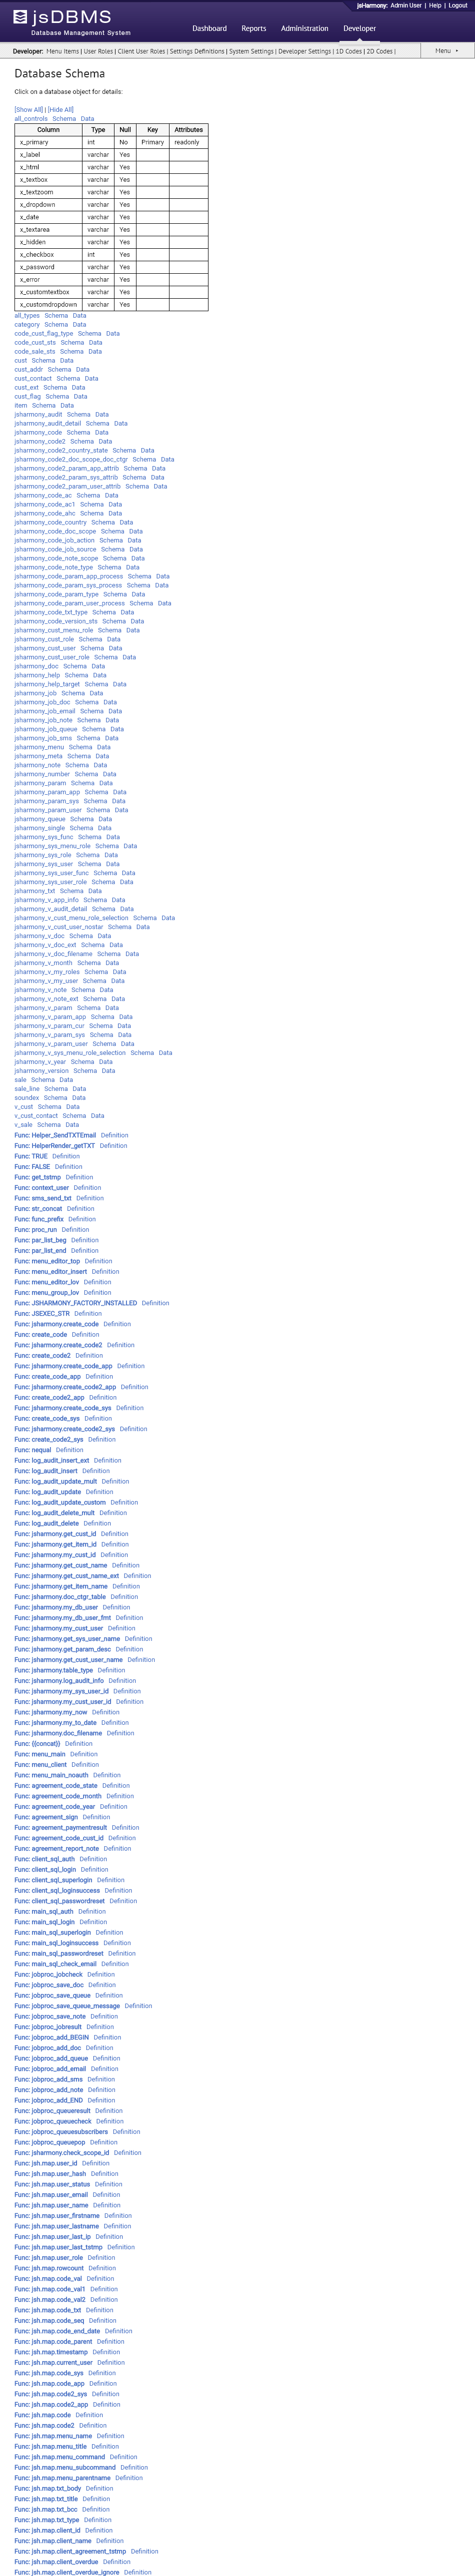 jsHarmony: Admin User | Help | Logout
jsDBMS
Database Management System
Dashboard Reports Administration Developer
Developer: Menu Items | User Roles | Client User Roles | Settings Definitions | System Settings | Developer Settings | 1D Codes | 2D Codes | Menu
Database Schema
Click on a database object for details:
[Show All] | [Hide All]
all_controls Schema Data
Column Type Null Key Attributes
x_primary int No Primary readonly
x_label varchar Yes
x_html varchar Yes
x_textbox varchar Yes
x_textzoom varchar Yes
x_dropdown varchar Yes
x_date varchar Yes
x_textarea varchar Yes
x_hidden varchar Yes
x_checkbox int Yes
x_password varchar Yes
x_error varchar Yes
x_customtextbox varchar Yes
x_customdropdown varchar Yes
all_types Schema Data
category Schema Data
code_cust_flag_type Schema Data
code_cust_sts Schema Data
code_sale_sts Schema Data
cust Schema Data
cust_addr Schema Data
cust_contact Schema Data
cust_ext Schema Data
cust_flag Schema Data
item Schema Data
jsharmony_audit Schema Data
jsharmony_audit_detail Schema Data
jsharmony_code Schema Data
jsharmony_code2 Schema Data
jsharmony_code2_country_state Schema Data
jsharmony_code2_doc_scope_doc_ctgr Schema Data
jsharmony_code2_param_app_attrib Schema Data
jsharmony_code2_param_sys_attrib Schema Data
jsharmony_code2_param_user_attrib Schema Data
jsharmony_code_ac Schema Data
jsharmony_code_ac1 Schema Data
jsharmony_code_ahc Schema Data
jsharmony_code_country Schema Data
jsharmony_code_doc_scope Schema Data
jsharmony_code_job_action Schema Data
jsharmony_code_job_source Schema Data
jsharmony_code_note_scope Schema Data
jsharmony_code_note_type Schema Data
jsharmony_code_param_app_process Schema Data
jsharmony_code_param_sys_process Schema Data
jsharmony_code_param_type Schema Data
jsharmony_code_param_user_process Schema Data
jsharmony_code_txt_type Schema Data
jsharmony_code_version_sts Schema Data
jsharmony_cust_menu_role Schema Data
jsharmony_cust_role Schema Data
jsharmony_cust_user Schema Data
jsharmony_cust_user_role Schema Data
jsharmony_doc Schema Data
jsharmony_help Schema Data
jsharmony_help_target Schema Data
jsharmony_job Schema Data
jsharmony_job_doc Schema Data
jsharmony_job_email Schema Data
jsharmony_job_note Schema Data
jsharmony_job_queue Schema Data
jsharmony_job_sms Schema Data
jsharmony_menu Schema Data
jsharmony_meta Schema Data
jsharmony_note Schema Data
jsharmony_number Schema Data
jsharmony_param Schema Data
jsharmony_param_app Schema Data
jsharmony_param_sys Schema Data
jsharmony_param_user Schema Data
jsharmony_queue Schema Data
jsharmony_single Schema Data
jsharmony_sys_func Schema Data
jsharmony_sys_menu_role Schema Data
jsharmony_sys_role Schema Data
jsharmony_sys_user Schema Data
jsharmony_sys_user_func Schema Data
jsharmony_sys_user_role Schema Data
jsharmony_txt Schema Data
jsharmony_v_app_info Schema Data
jsharmony_v_audit_detail Schema Data
jsharmony_v_cust_menu_role_selection Schema Data
jsharmony_v_cust_user_nostar Schema Data
jsharmony_v_doc Schema Data
jsharmony_v_doc_ext Schema Data
jsharmony_v_doc_filename Schema Data
jsharmony_v_month Schema Data
jsharmony_v_my_roles Schema Data
jsharmony_v_my_user Schema Data
jsharmony_v_note Schema Data
jsharmony_v_note_ext Schema Data
jsharmony_v_param Schema Data
jsharmony_v_param_app Schema Data
jsharmony_v_param_cur Schema Data
jsharmony_v_param_sys Schema Data
jsharmony_v_param_user Schema Data
jsharmony_v_sys_menu_role_selection Schema Data
jsharmony_v_year Schema Data
jsharmony_version Schema Data
sale Schema Data
sale_line Schema Data
soundex Schema Data
v_cust Schema Data
v_cust_contact Schema Data
v_sale Schema Data
Func: Helper_SendTXTEmail Definition
Func: HelperRender_getTXT Definition
Func: TRUE Definition
Func: FALSE Definition
Func: get_tstmp Definition
Func: context_user Definition
Func: sms_send_txt Definition
Func: str_concat Definition
Func: func_prefix Definition
Func: proc_run Definition
Func: par_list_beg Definition
Func: par_list_end Definition
Func: menu_editor_top Definition
Func: menu_editor_insert Definition
Func: menu_editor_lov Definition
Func: menu_group_lov Definition
Func: JSHARMONY_FACTORY_INSTALLED Definition
Func: JSEXEC_STR Definition
Func: jsharmony.create_code Definition
Func: create_code Definition
Func: jsharmony.create_code2 Definition
Func: create_code2 Definition
Func: jsharmony.create_code_app Definition
Func: create_code_app Definition
Func: jsharmony.create_code2_app Definition
Func: create_code2_app Definition
Func: jsharmony.create_code_sys Definition
Func: create_code_sys Definition
Func: jsharmony.create_code2_sys Definition
Func: create_code2_sys Definition
Func: nequal Definition
Func: log_audit_insert_ext Definition
Func: log_audit_insert Definition
Func: log_audit_update_mult Definition
Func: log_audit_update Definition
Func: log_audit_update_custom Definition
Func: log_audit_delete_mult Definition
Func: log_audit_delete Definition
Func: jsharmony.get_cust_id Definition
Func: jsharmony.get_item_id Definition
Func: jsharmony.my_cust_id Definition
Func: jsharmony.get_cust_name Definition
Func: jsharmony.get_cust_name_ext Definition
Func: jsharmony.get_item_name Definition
Func: jsharmony.doc_ctgr_table Definition
Func: jsharmony.my_db_user Definition
Func: jsharmony.my_db_user_fmt Definition
Func: jsharmony.my_cust_user Definition
Func: jsharmony.get_sys_user_name Definition
Func: jsharmony.get_param_desc Definition
Func: jsharmony.get_cust_user_name Definition
Func: jsharmony.table_type Definition
Func: jsharmony.log_audit_info Definition
Func: jsharmony.my_sys_user_id Definition
Func: jsharmony.my_cust_user_id Definition
Func: jsharmony.my_now Definition
Func: jsharmony.my_to_date Definition
Func: jsharmony.doc_filename Definition
Func: {{concat}} Definition
Func: menu_main Definition
Func: menu_client Definition
Func: menu_main_noauth Definition
Func: agreement_code_state Definition
Func: agreement_code_month Definition
Func: agreement_code_year Definition
Func: agreement_sign Definition
Func: agreement_paymentresult Definition
Func: agreement_code_cust_id Definition
Func: agreement_report_note Definition
Func: client_sql_auth Definition
Func: client_sql_login Definition
Func: client_sql_superlogin Definition
Func: client_sql_loginsuccess Definition
Func: client_sql_passwordreset Definition
Func: main_sql_auth Definition
Func: main_sql_login Definition
Func: main_sql_superlogin Definition
Func: main_sql_loginsuccess Definition
Func: main_sql_passwordreset Definition
Func: main_sql_check_email Definition
Func: jobproc_jobcheck Definition
Func: jobproc_save_doc Definition
Func: jobproc_save_queue Definition
Func: jobproc_save_queue_message Definition
Func: jobproc_save_note Definition
Func: jobproc_jobresult Definition
Func: jobproc_add_BEGIN Definition
Func: jobproc_add_doc Definition
Func: jobproc_add_queue Definition
Func: jobproc_add_email Definition
Func: jobproc_add_sms Definition
Func: jobproc_add_note Definition
Func: jobproc_add_END Definition
Func: jobproc_queueresult Definition
Func: jobproc_queuecheck Definition
Func: jobproc_queuesubscribers Definition
Func: jobproc_queuepop Definition
Func: jsharmony.check_scope_id Definition
Func: jsh.map.user_id Definition
Func: jsh.map.user_hash Definition
Func: jsh.map.user_status Definition
Func: jsh.map.user_email Definition
Func: jsh.map.user_name Definition
Func: jsh.map.user_firstname Definition
Func: jsh.map.user_lastname Definition
Func: jsh.map.user_last_ip Definition
Func: jsh.map.user_last_tstmp Definition
Func: jsh.map.user_role Definition
Func: jsh.map.rowcount Definition
Func: jsh.map.code_val Definition
Func: jsh.map.code_val1 Definition
Func: jsh.map.code_val2 Definition
Func: jsh.map.code_txt Definition
Func: jsh.map.code_seq Definition
Func: jsh.map.code_end_date Definition
Func: jsh.map.code_parent Definition
Func: jsh.map.timestamp Definition
Func: jsh.map.current_user Definition
Func: jsh.map.code_sys Definition
Func: jsh.map.code_app Definition
Func: jsh.map.code2_sys Definition
Func: jsh.map.code2_app Definition
Func: jsh.map.code Definition
Func: jsh.map.code2 Definition
Func: jsh.map.menu_name Definition
Func: jsh.map.menu_title Definition
Func: jsh.map.menu_command Definition
Func: jsh.map.menu_subcommand Definition
Func: jsh.map.menu_parentname Definition
Func: jsh.map.txt_body Definition
Func: jsh.map.txt_title Definition
Func: jsh.map.txt_bcc Definition
Func: jsh.map.txt_type Definition
Func: jsh.map.client_id Definition
Func: jsh.map.client_name Definition
Func: jsh.map.client_agreement_tstmp Definition
Func: jsh.map.client_overdue Definition
Func: jsh.map.client_overdue_ignore Definition